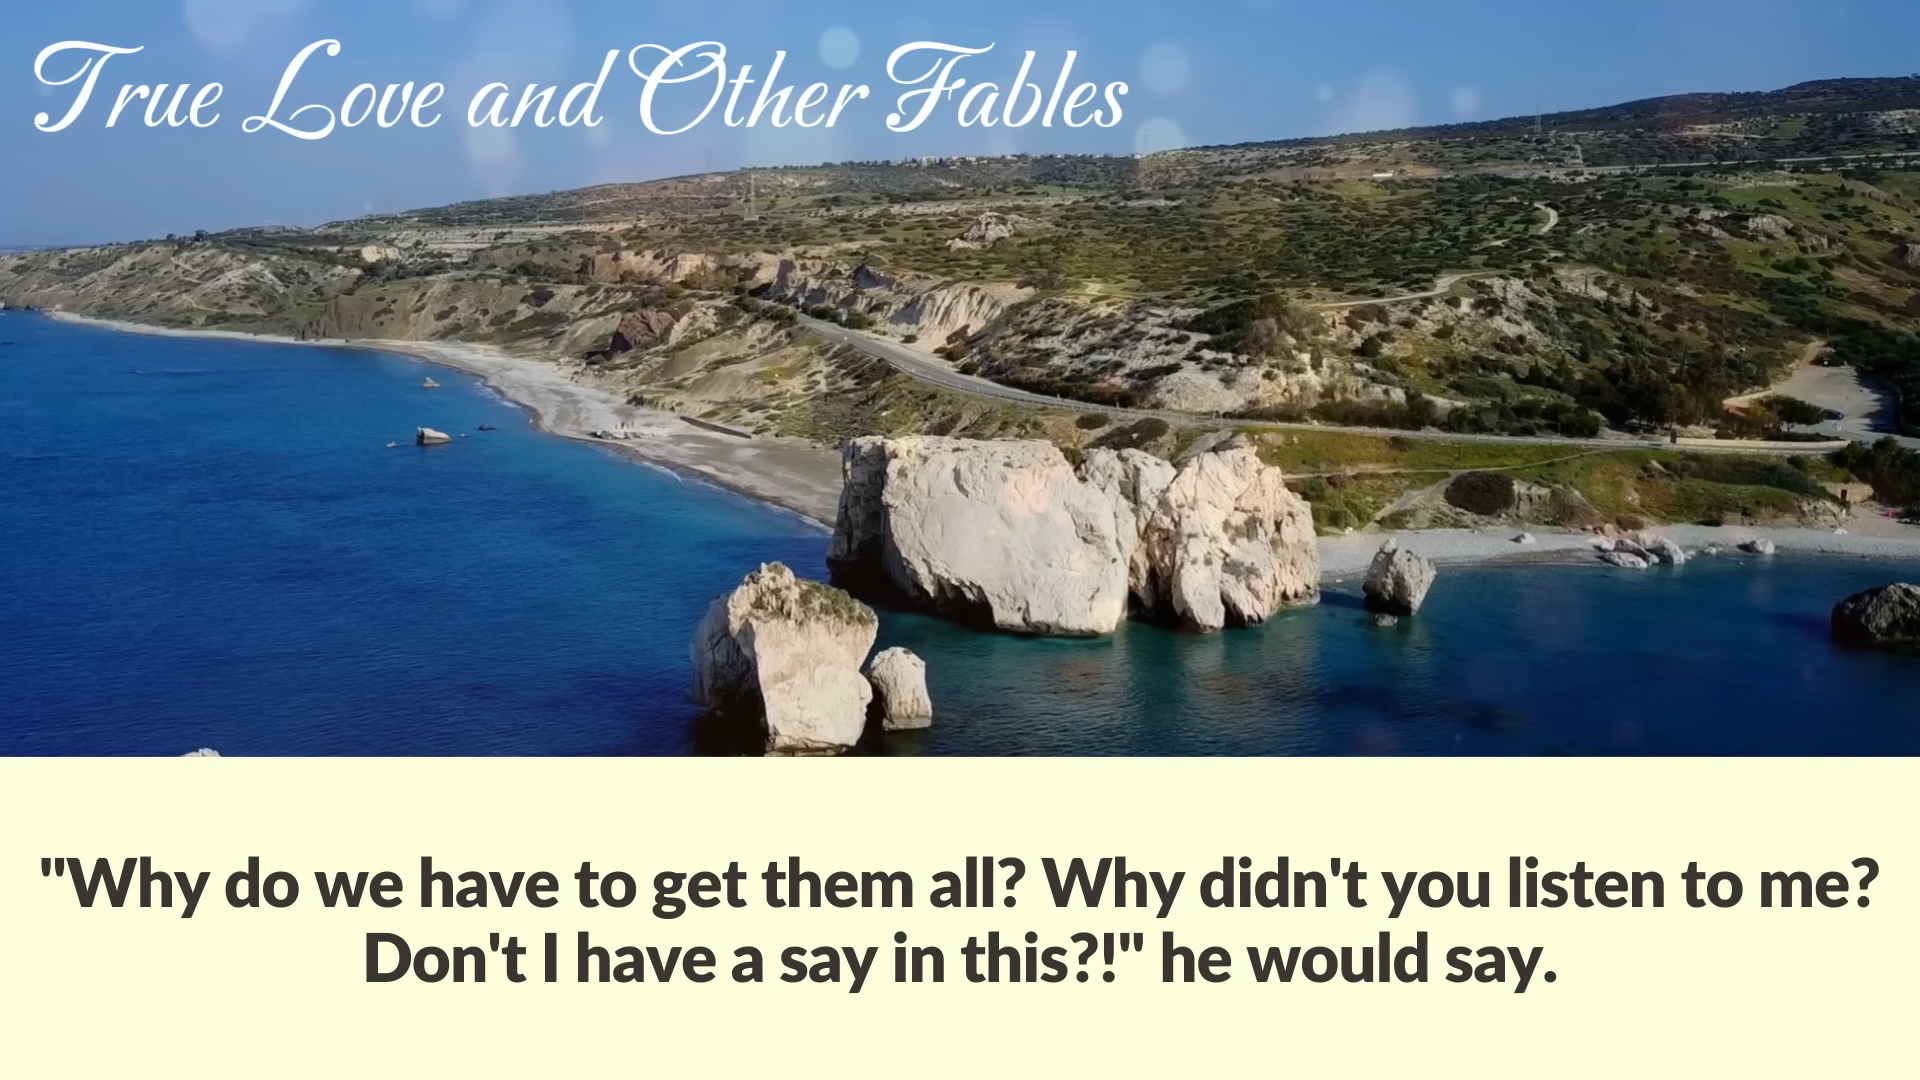 True Love and Other Fables
"Why do we have to get them all? Why didn't you listen to me?
Don't I have a say in this?!" he would say.